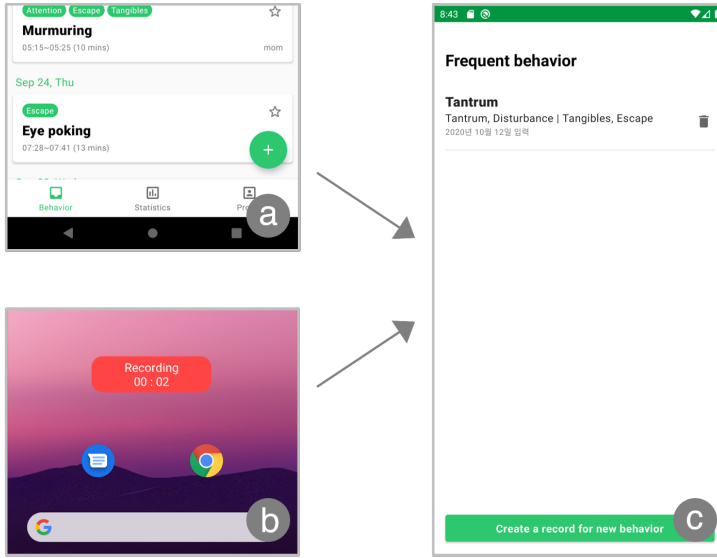 Attention Escape Tangibles
Murmuring
05:15~05:25 (10 mins) mom
Sep 24, Thu
Escape
Eye poking
07:28~07:41 (13 mins)
+
Behavior Statistics
a
Recording
00 : 02
G
b
8:43
Frequent behavior
Tantrum
Tantrum, Disturbance | Tangibles, Escape
2020년 10월 12일 입력
Create a record for new behavior
c